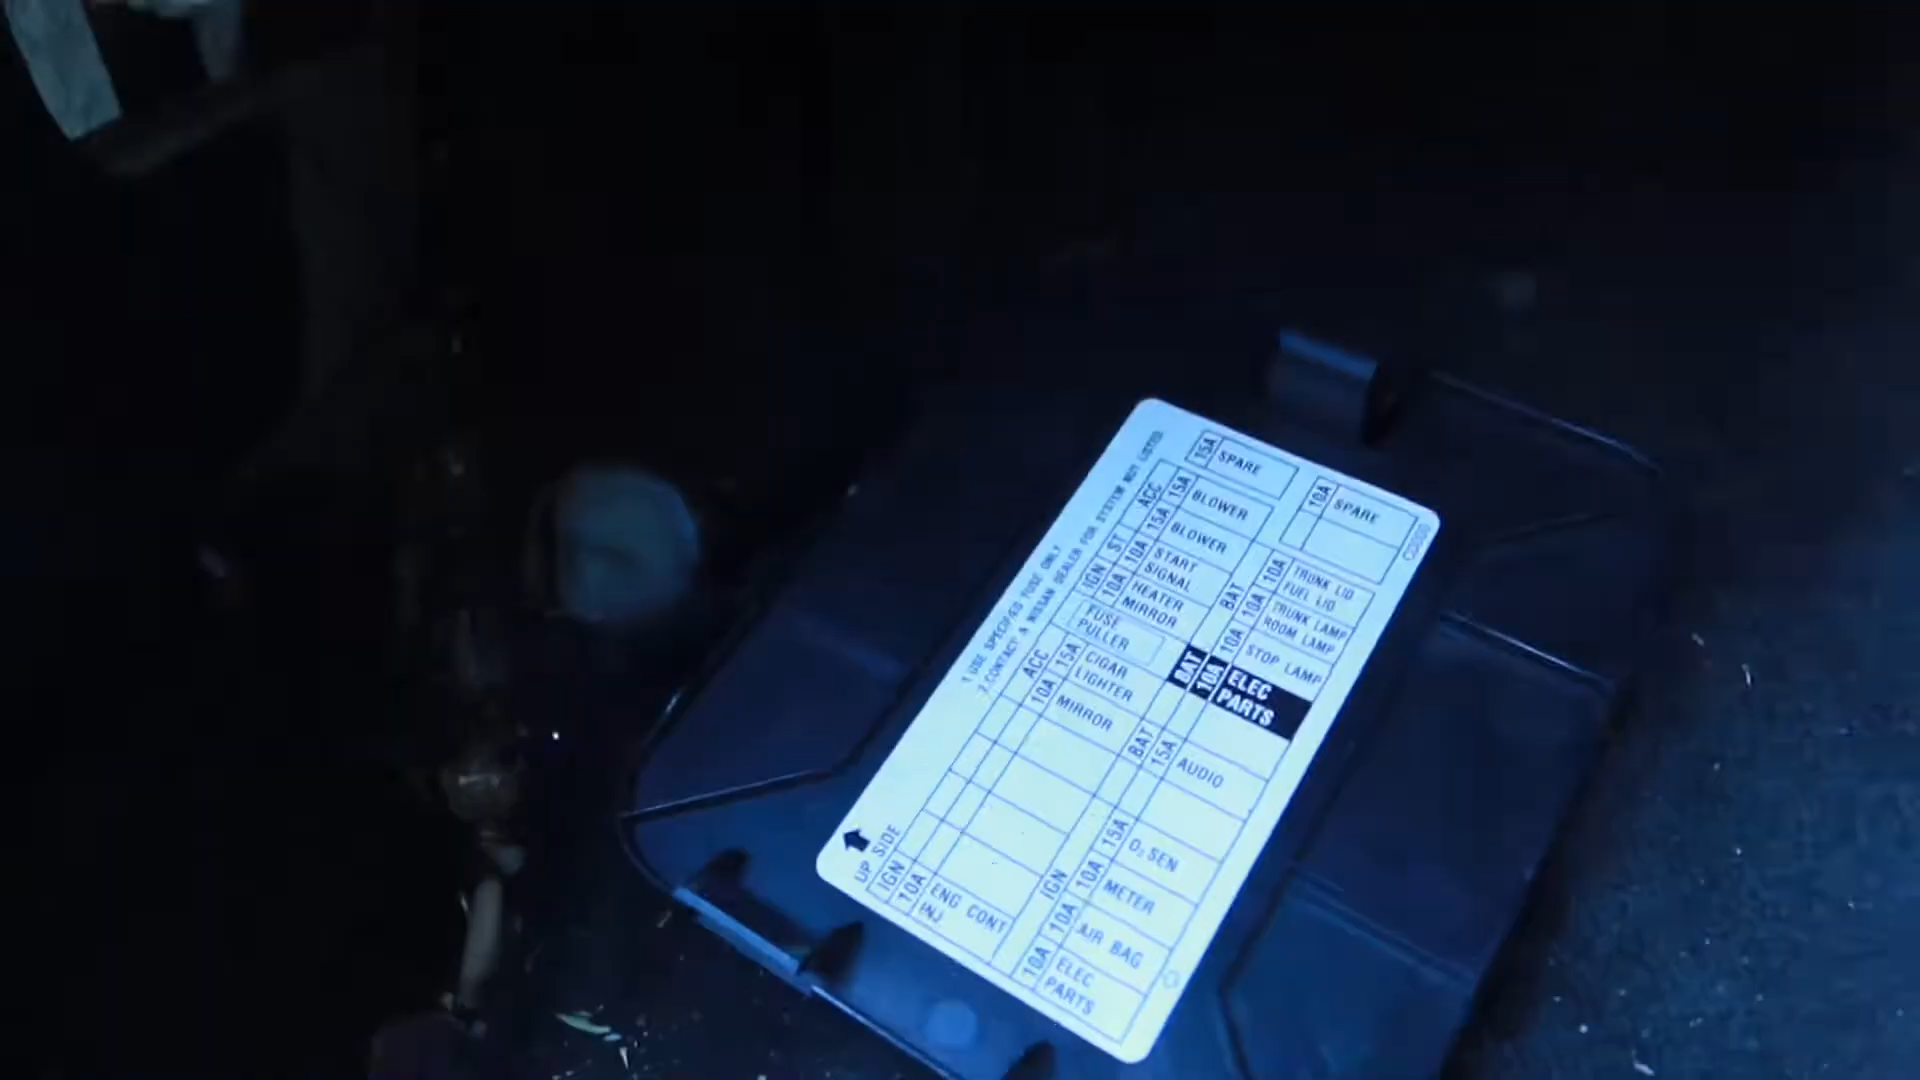 1 USE SPECIFIED FUSE ONLY
2 CONTACT A NISSAN DEALER FOR SYSTEM NOT LISTED
15A SPARE
10A SPARE
ACC 15A BLOWER
15A BLOWER
ST 10A START
SIGNAL
IGN 10A HEATER
MIRROR
FUSE
PULLER
ACC 15A CIGAR
LIGHTER
10A MIRROR
UP SIDE
IGN 10A ENG CONT
INJ
BAT 10A TRUNK LID
FUEL LID
10A TRUNK LAMP
ROOM LAMP
10A STOP LAMP
BAT 10A ELEC
PARTS
BAT 15A AUDIO
15A O₂ SEN
IGN 10A METER
10A AIR BAG
10A ELEC
PARTS